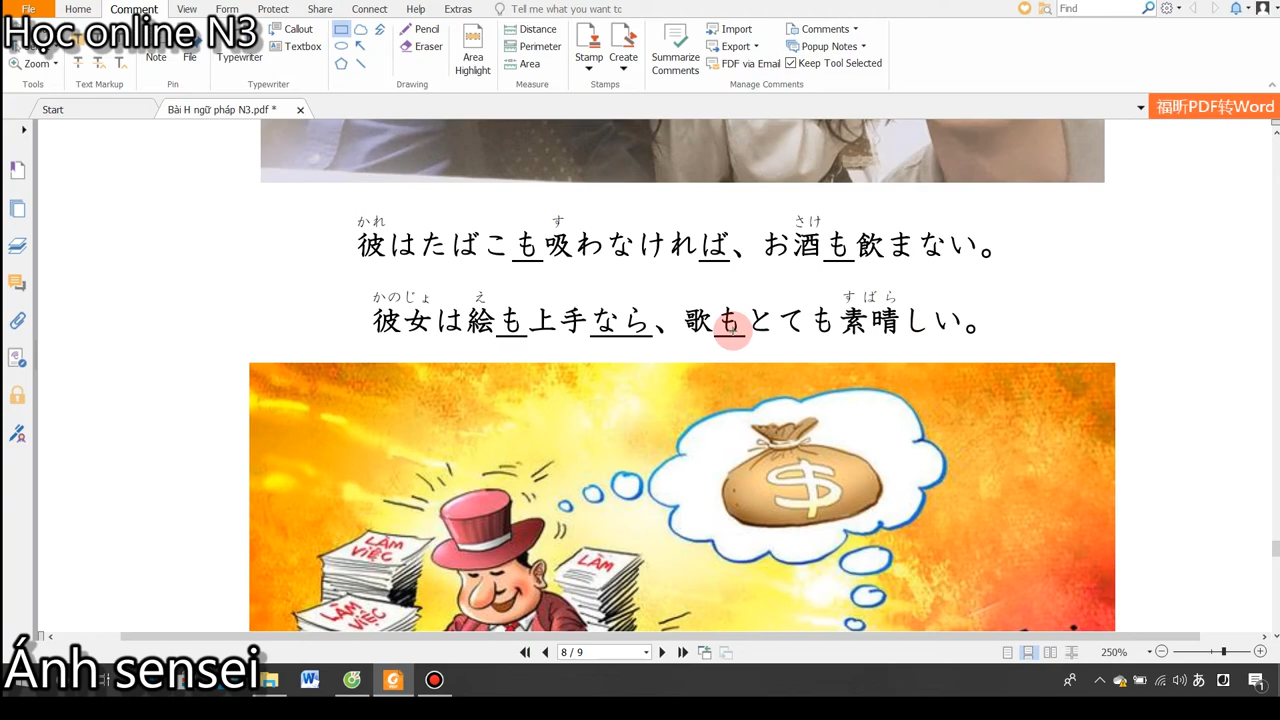 File Home Comment View Form Protect Share Connect Help Extras Tell me what you want tc Find
Học online N3
Zoom Typewriter Note File Typewriter Callout Textbox Pencil Eraser Area Highlight Distance Perimeter Area Stamp Create Summarize Comments Import Export FDF via Email Comments Popup Notes Keep Tool Selected
Tools Text Markup Pin Typewriter Drawing Measure Stamps Manage Comments
Start Bài H ngữ pháp N3.pdf * 福昕PDF转Word
かれ す さけ
彼はたばこも吸わなければ、お酒も飲まない。
かのじょ え すばら
彼女は絵も上手なら、歌もとても素晴しい。
LÀM VIỆC
LÀM
LÀM VIỆC
8 / 9 250%
Ánh sensei
あ
1